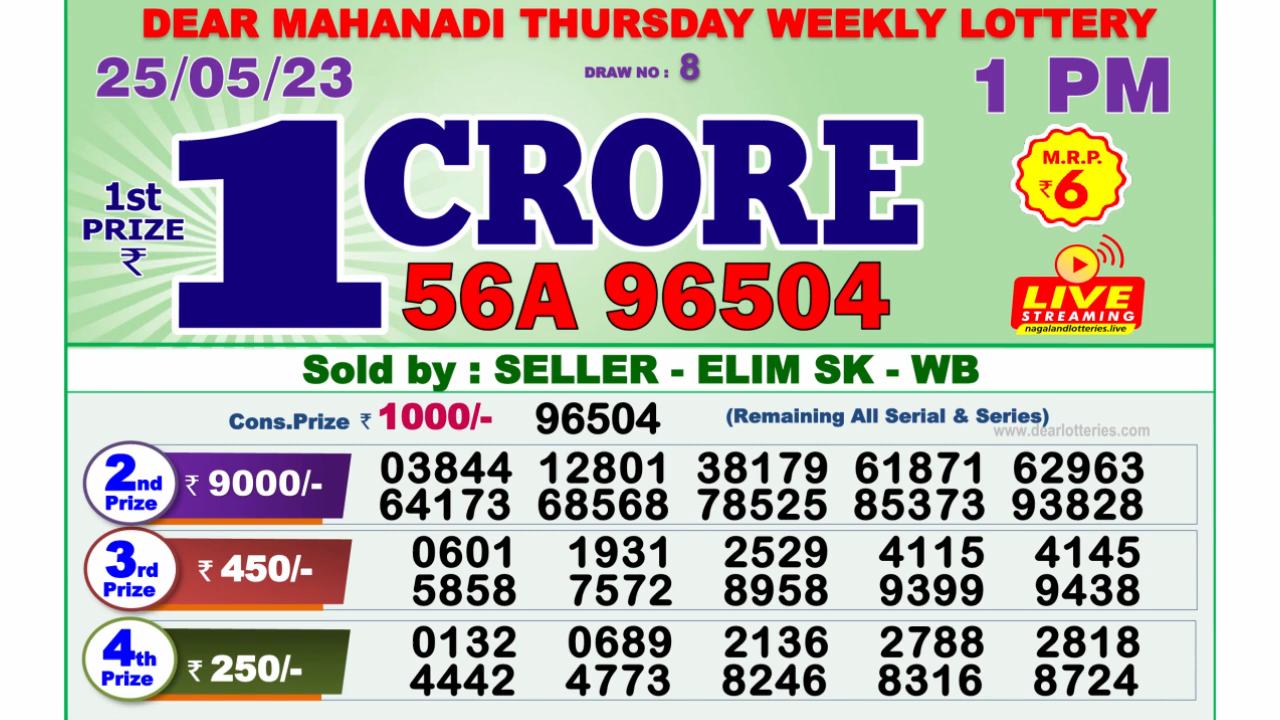 DEAR MAHANADI THURSDAY WEEKLY LOTTERY
25/05/23 DRAW NO : 8 1 PM
1st PRIZE ₹ 1 CRORE
M.R.P. ₹6
56A 96504
LIVE
STREAMING
nagalandlotteries.live
Sold by : SELLER - ELIM SK - WB
Cons.Prize ₹ 1000/- 96504 (Remaining All Serial & Series)
www.dearlotteries.com
2nd Prize ₹ 9000/-
03844 12801 38179 61871 62963
64173 68568 78525 85373 93828
3rd Prize ₹ 450/-
0601 1931 2529 4115 4145
5858 7572 8958 9399 9438
4th Prize ₹ 250/-
0132 0689 2136 2788 2818
4442 4773 8246 8316 8724